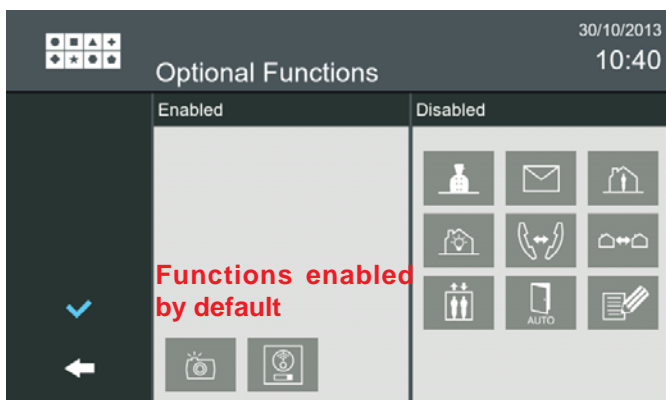 30/10/2013
10:40
Optional Functions
Enabled
Disabled
Functions enabled
by default
AUTO